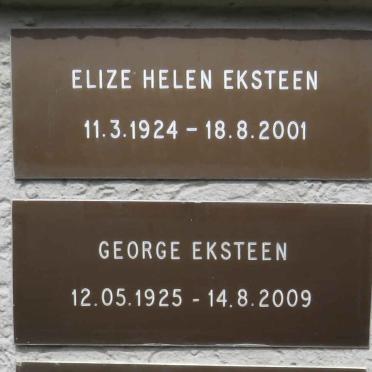 ELIZE HELEN EKSTEEN
11.3.1924 – 18.8.2001
GEORGE EKSTEEN
12.05.1925 - 14.8.2009